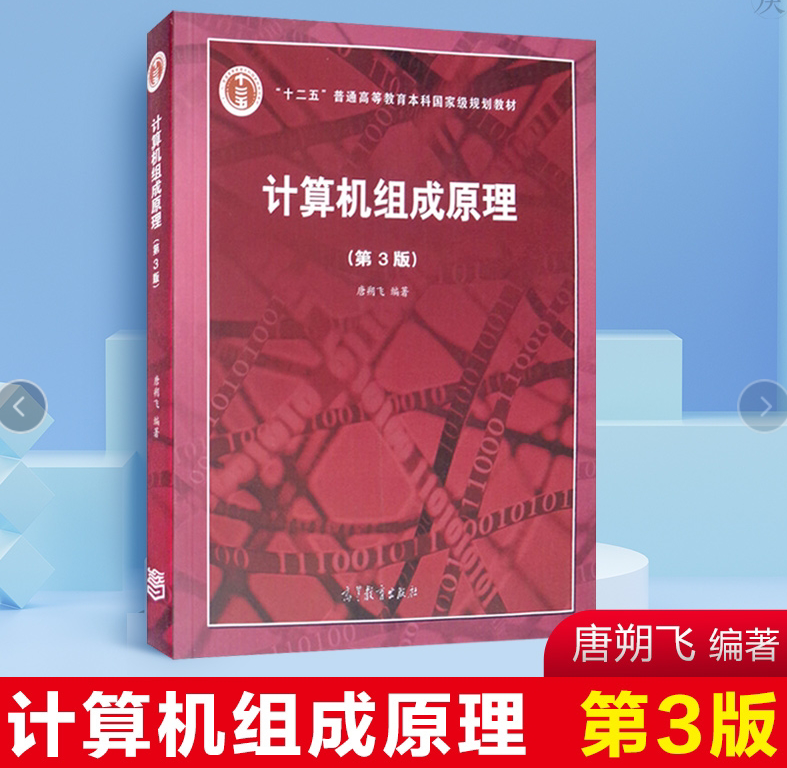 "十二五"普通高等教育本科国家级规划教材
计算机组成原理
(第3版)
唐朔飞 编著
高等教育出版社
计算机组成原理(第3版)
唐朔飞 编著
唐朔飞 编著
计算机组成原理 第3版